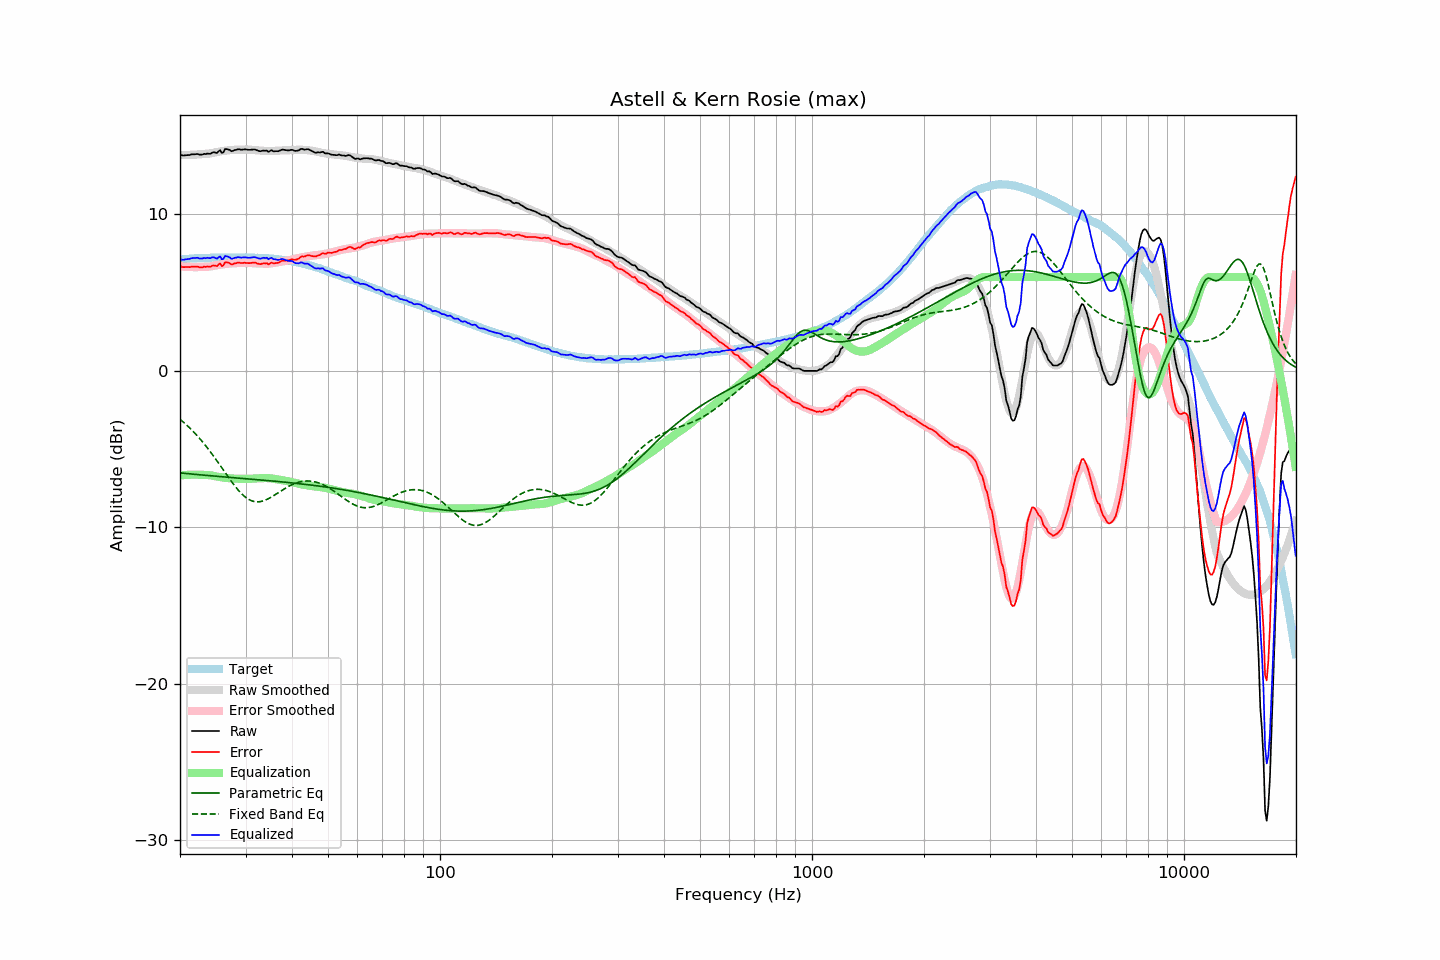 Astell & Kern Rosie (max)
Amplitude (dBr)
10
0
−10
−20
−30
Target
Raw Smoothed
Error Smoothed
Raw
Error
Equalization
Parametric Eq
Fixed Band Eq
Equalized
100
1000
10000
Frequency (Hz)